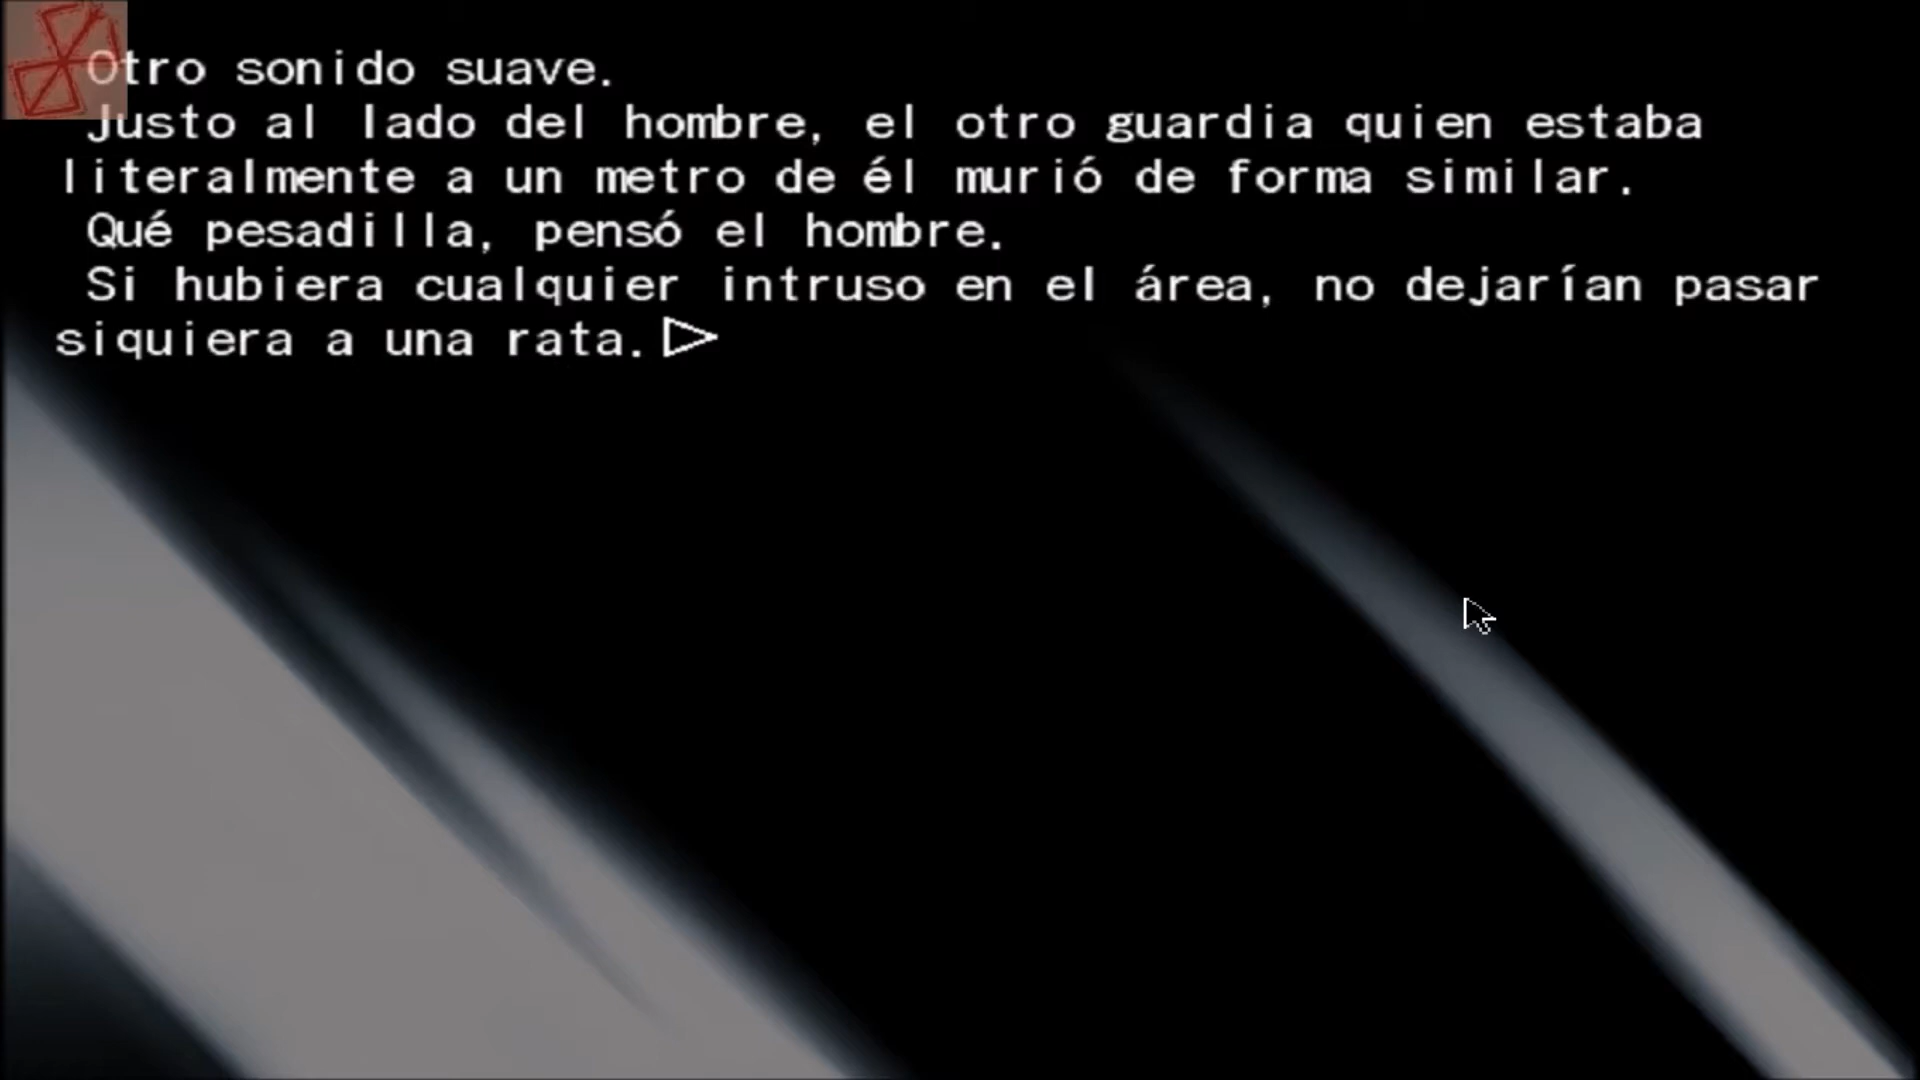 Otro sonido suave.
Justo al lado del hombre, el otro guardia quien estaba
literalmente a un metro de él murió de forma similar.
Qué pesadilla, pensó el hombre.
Si hubiera cualquier intruso en el área, no dejarían pasar
siquiera a una rata.